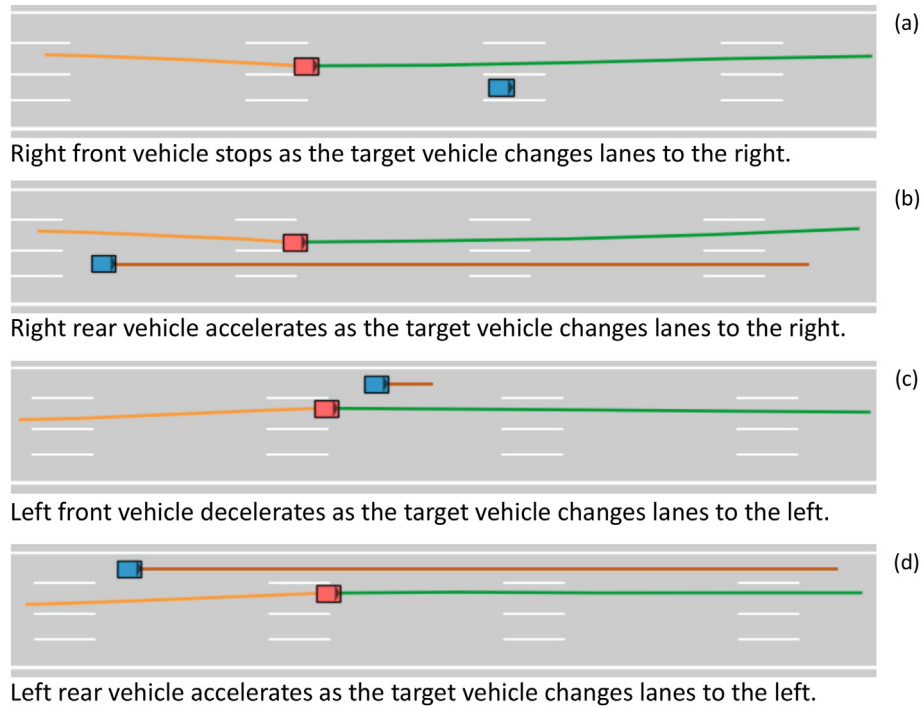 (a)
Right front vehicle stops as the target vehicle changes lanes to the right.
(b)
Right rear vehicle accelerates as the target vehicle changes lanes to the right.
(c)
Left front vehicle decelerates as the target vehicle changes lanes to the left.
(d)
Left rear vehicle accelerates as the target vehicle changes lanes to the left.